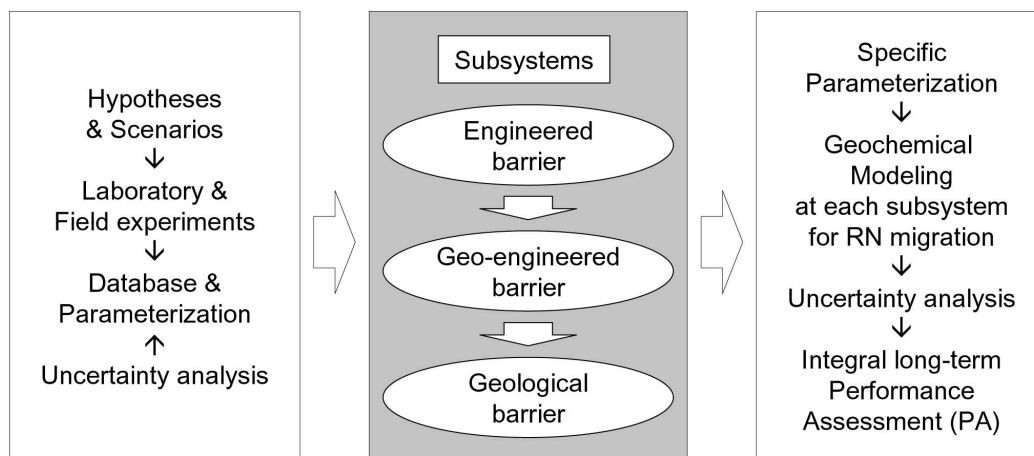 Hypotheses
& Scenarios
↓
Laboratory &
Field experiments
↓
Database &
Parameterization
↑
Uncertainty analysis
Subsystems
Engineered
barrier
Geo-engineered
barrier
Geological
barrier
Specific
Parameterization
↓
Geochemical
Modeling
at each subsystem
for RN migration
↓
Uncertainty analysis
↓
Integral long-term
Performance
Assessment (PA)